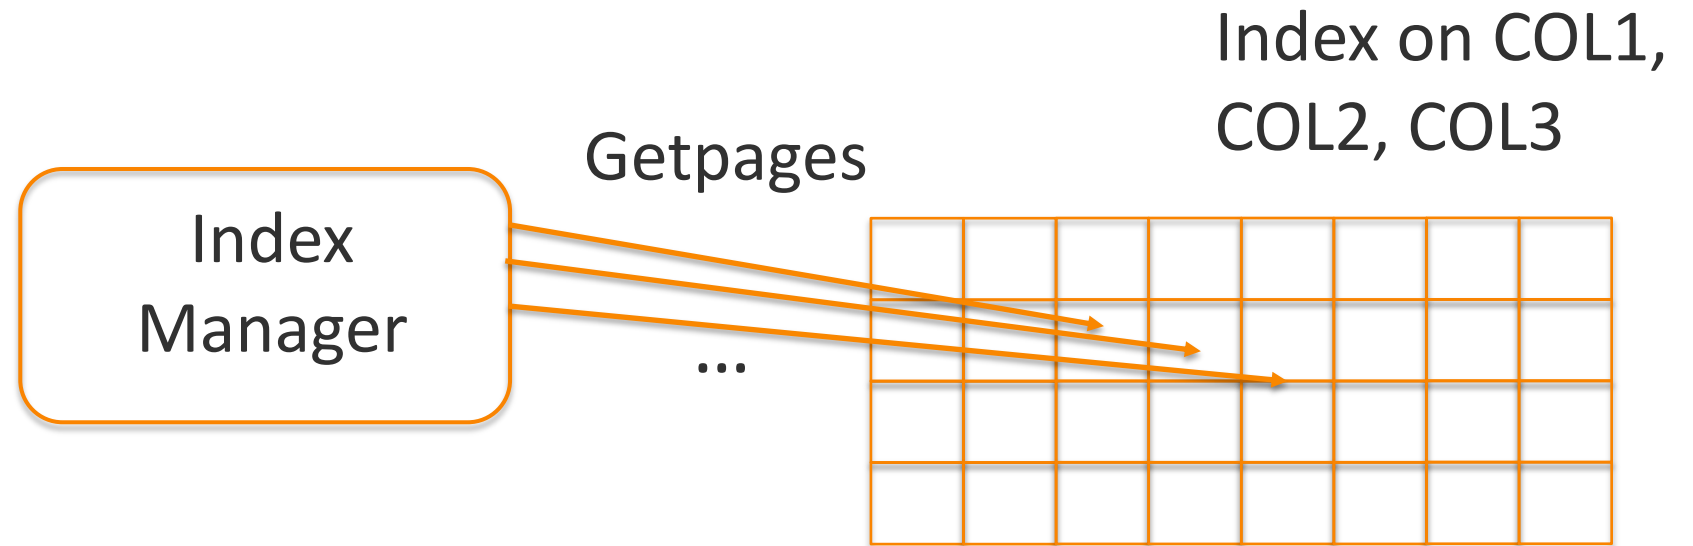 Index on COL1,
COL2, COL3
Getpages
Index
Manager
...